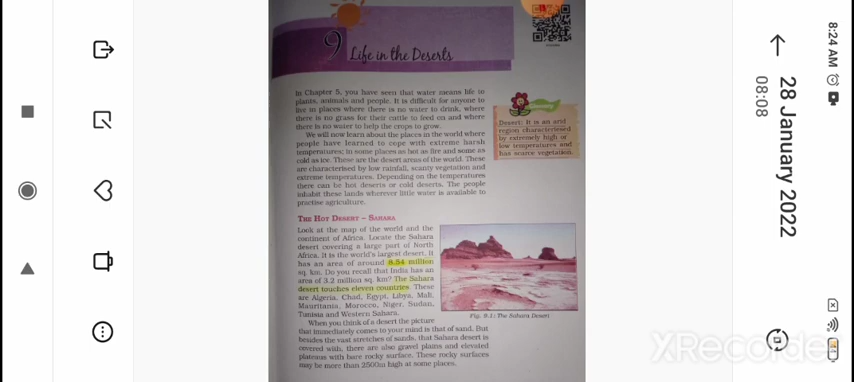 8:24 AM
28 January 2022
08:08
9 Life in the Deserts
In Chapter 5, you have seen that water means life to
plants, animals and people. It is difficult for anyone to
live in places where there is no water to drink, where
there is no grass for their cattle to feed on and where
there is no water to help the crops to grow.
We will now learn about the places in the world where
people have learned to cope with extreme harsh
temperatures; in some places as hot as fire and some as
cold as ice. These are the desert areas of the world. These
are characterised by low rainfall, scanty vegetation and
extreme temperatures. Depending on the temperatures
there can be hot deserts or cold deserts. The people
inhabit these lands wherever little water is available to
practise agriculture.
Desert: It is an arid
region characterised
by extremely high or
low temperatures and
has scarce vegetation.
THE HOT DESERT – SAHARA
Look at the map of the world and the
continent of Africa. Locate the Sahara
desert covering a large part of North
Africa. It is the world's largest desert. It
has an area of around 8.54 million
sq. km. Do you recall that India has an
area of 3.2 million sq. km? The Sahara
desert touches eleven countries. These
are Algeria, Chad, Egypt, Libya, Mali,
Mauritania, Morocco, Niger, Sudan,
Tunisia and Western Sahara.
When you think of a desert the picture
that immediately comes to your mind is that of sand. But
besides the vast stretches of sands, that Sahara desert is
covered with, there are also gravel plains and elevated
plateaus with bare rocky surface. These rocky surfaces
may be more than 2500m high at some places.
Fig. 9.1: The Sahara Desert
XRecorder